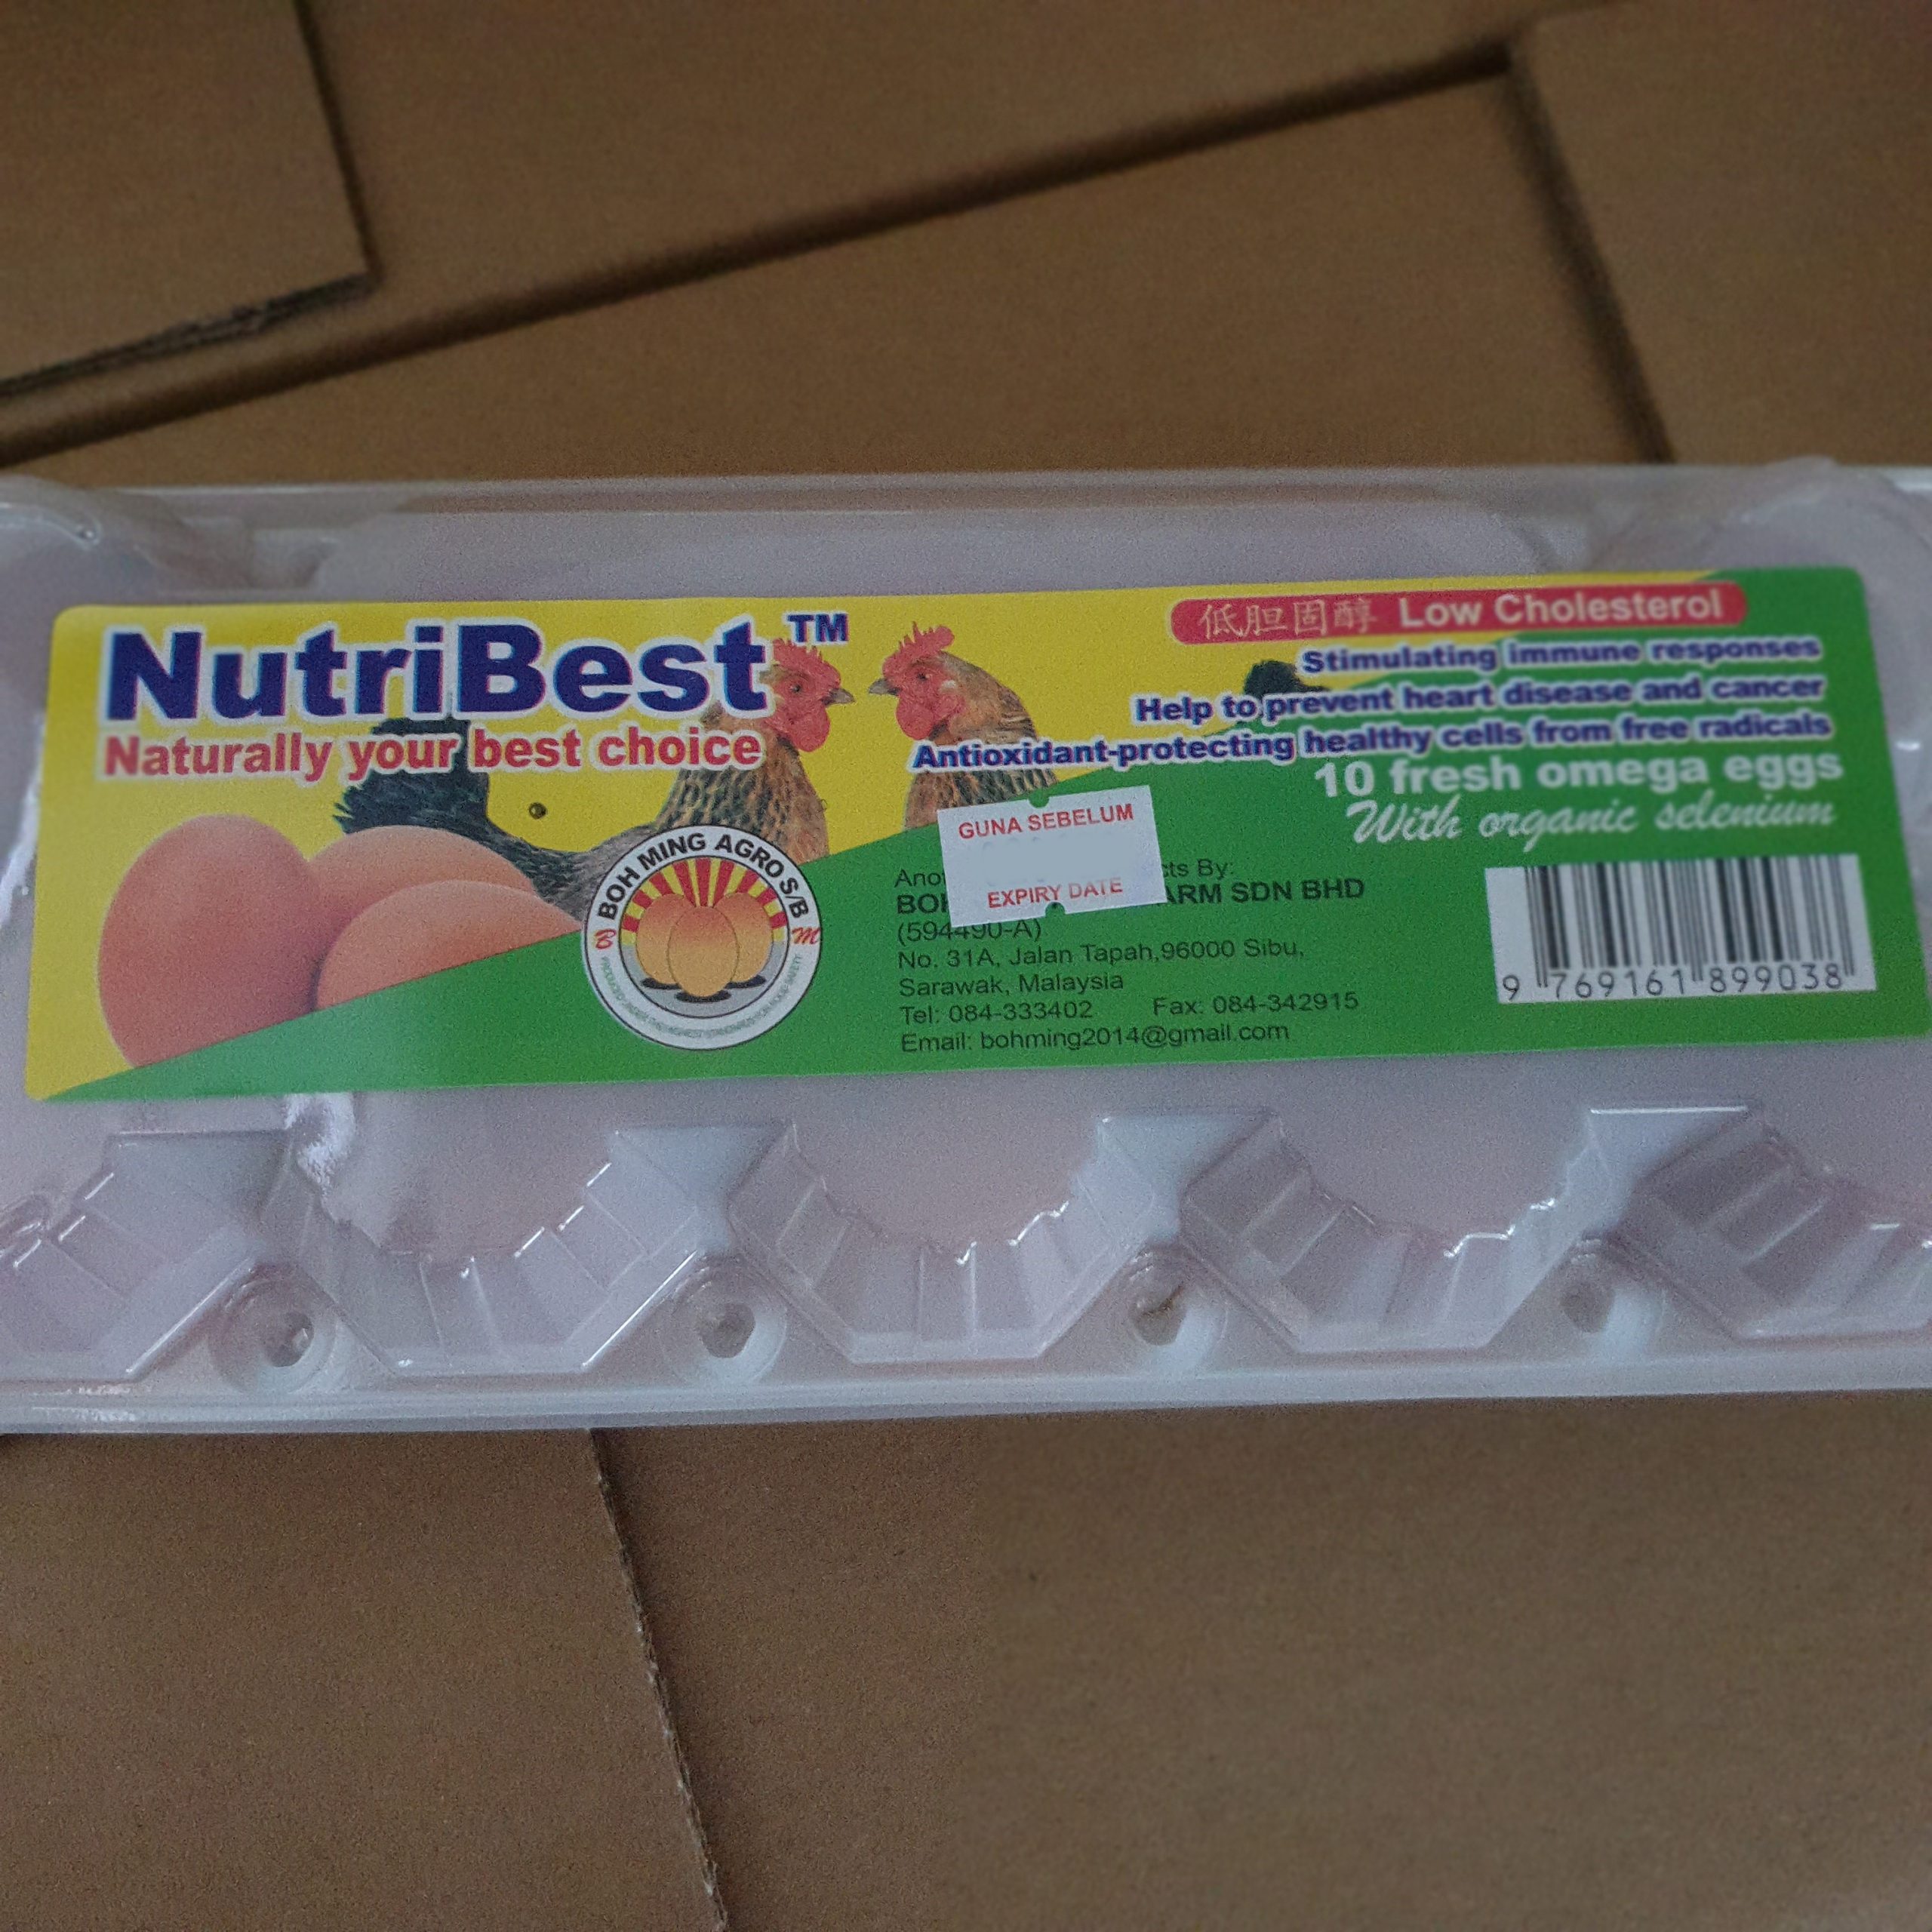 NutriBest™
Naturally your best choice
低胆固醇 Low Cholesterol
Stimulating immune responses
Help to prevent heart disease and cancer
Antioxidant-protecting healthy cells from free radicals
10 fresh omega eggs
With organic selenium
BOH MING AGRO S/B
B M
GUNA SEBELUM
EXPIRY DATE
By:
SDN BHD
(594490-A)
No. 31A, Jalan Tapah,96000 Sibu,
Sarawak, Malaysia
Tel: 084-333402 Fax: 084-342915
Email: bohming2014@gmail.com
9 769161 899038